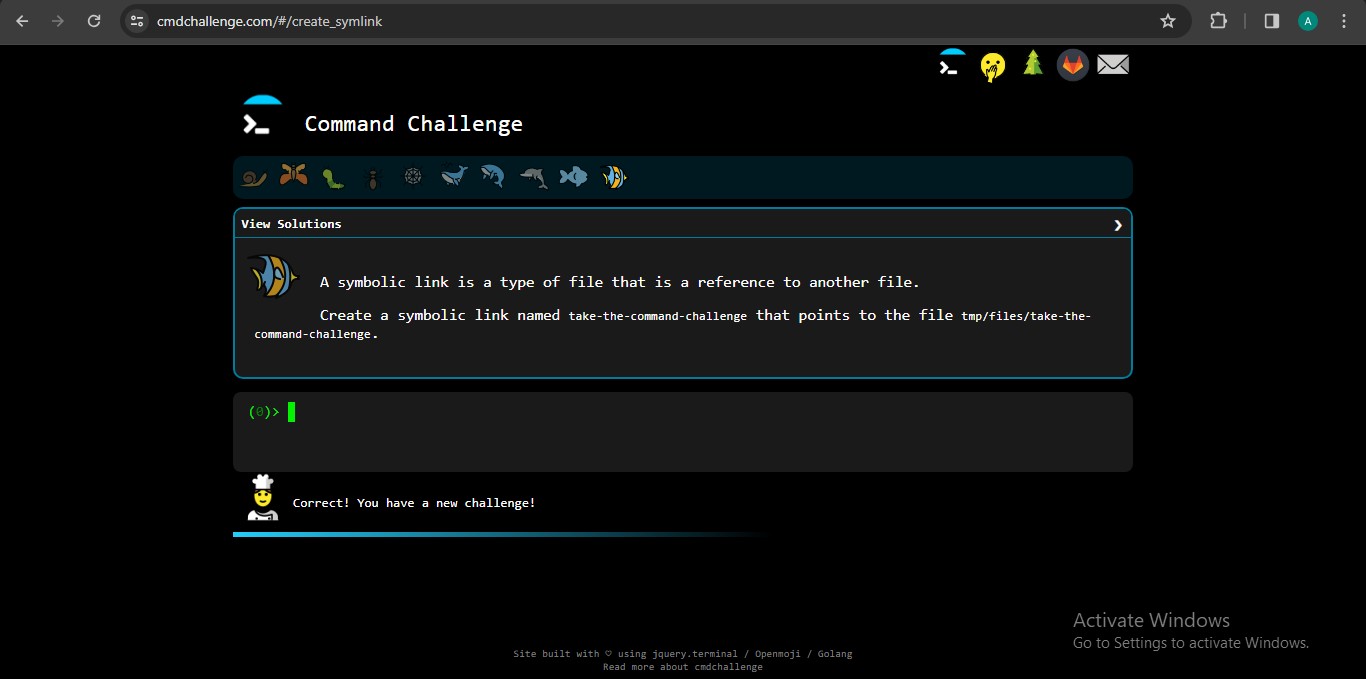 cmdchallenge.com/#/create_symlink
A
Command Challenge
View Solutions
A symbolic link is a type of file that is a reference to another file.
Create a symbolic link named take-the-command-challenge that points to the file tmp/files/take-the-
command-challenge.
(0)>
Correct! You have a new challenge!
Activate Windows
Go to Settings to activate Windows.
Site built with ♡ using jquery.terminal / Openmoji / Golang
Read more about cmdchallenge